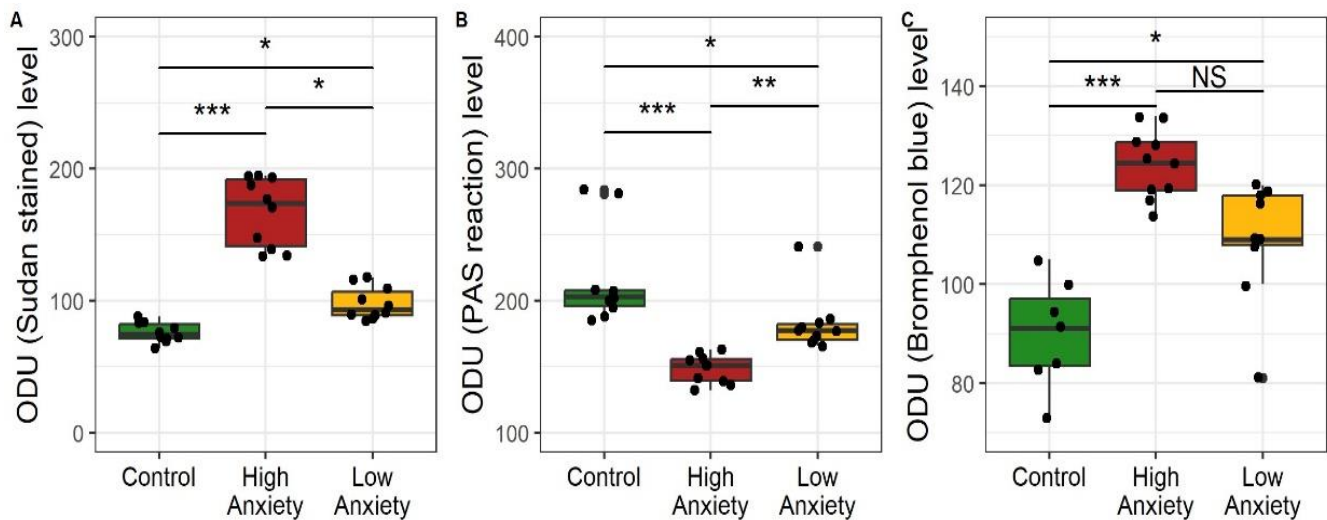 A
ODU (Sudan stained) level
300
200
100
0
*
***
*
Control
High
Anxiety
Low
Anxiety
B
ODU (PAS reaction) level
400
300
200
100
*
***
**
Control
High
Anxiety
Low
Anxiety
C
ODU (Bromphenol blue) level
140
120
100
80
*
***
NS
Control
High
Anxiety
Low
Anxiety